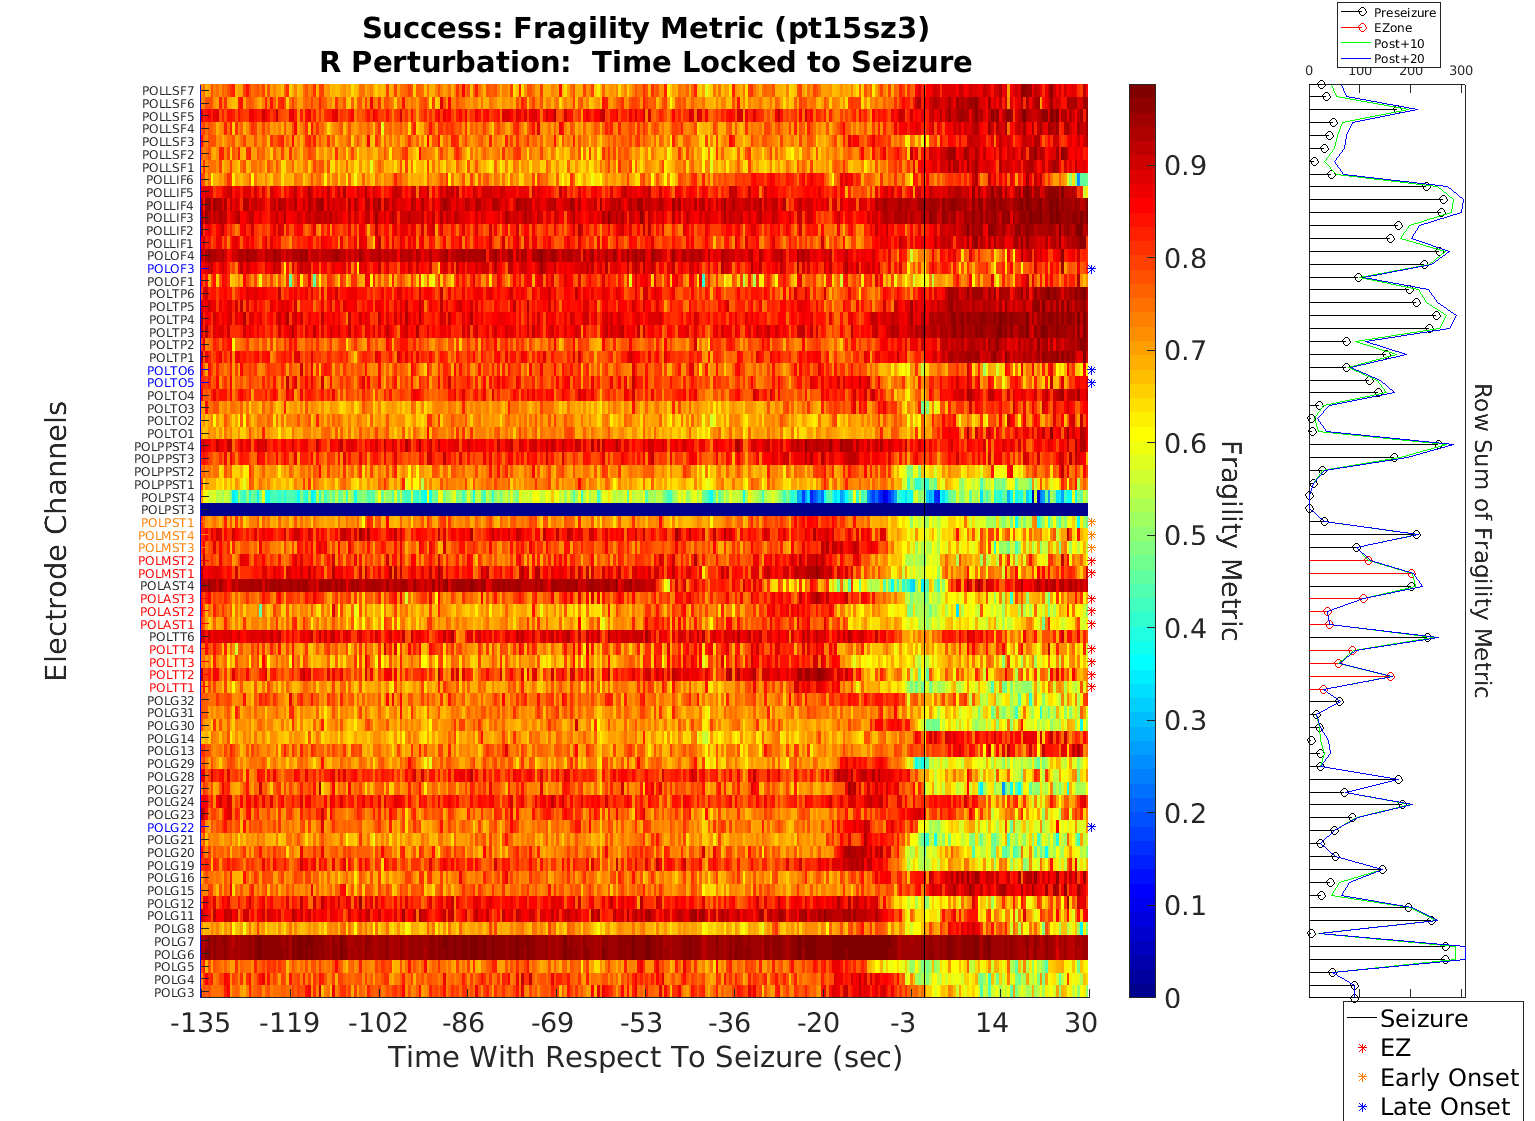 Success: Fragility Metric (pt15sz3)
R Perturbation: Time Locked to Seizure
Electrode Channels
POLLSF7
POLLSF6
POLLSF5
POLLSF4
POLLSF3
POLLSF2
POLLSF1
POLLIF6
POLLIF5
POLLIF4
POLLIF3
POLLIF2
POLLIF1
POLOF4
POLOF3
POLOF1
POLTP6
POLTP5
POLTP4
POLTP3
POLTP2
POLTP1
POLTO6
POLTO5
POLTO4
POLTO3
POLTO2
POLTO1
POLPPST4
POLPPST3
POLPPST2
POLPPST1
POLPST4
POLPST3
POLPST1
POLMST4
POLMST3
POLMST2
POLMST1
POLAST4
POLAST3
POLAST2
POLAST1
POLTT6
POLTT4
POLTT3
POLTT2
POLTT1
POLG32
POLG31
POLG30
POLG14
POLG13
POLG29
POLG28
POLG27
POLG24
POLG23
POLG22
POLG21
POLG20
POLG19
POLG16
POLG15
POLG12
POLG11
POLG8
POLG7
POLG6
POLG5
POLG4
POLG3
-135 -119 -102 -86 -69 -53 -36 -20 -3 14 30
Time With Respect To Seizure (sec)
0.9
0.8
0.7
0.6
0.5
0.4
0.3
0.2
0.1
0
Fragility Metric
Preseizure
EZone
Post+10
Post+20
0 100 200 300
Row Sum of Fragility Metric
Seizure
EZ
Early Onset
Late Onset